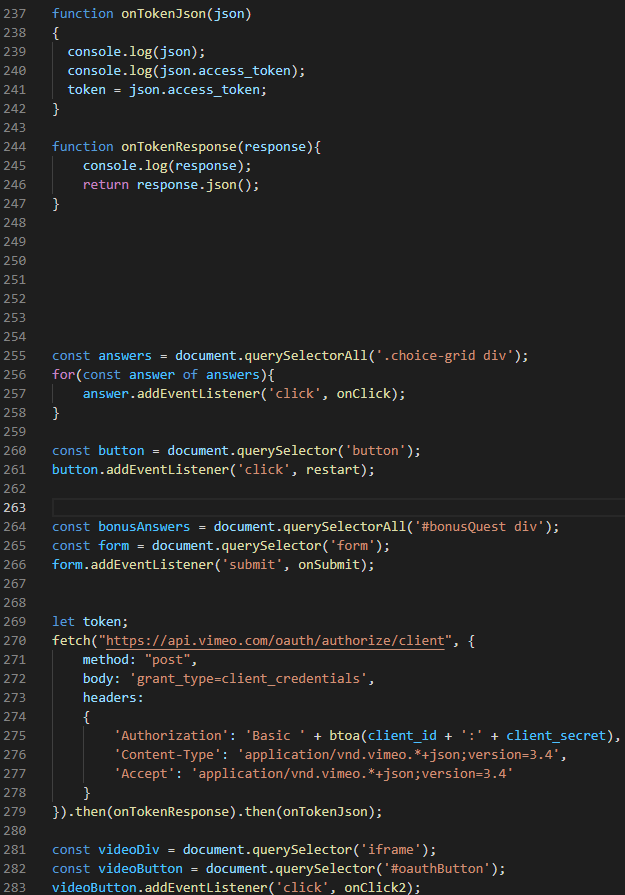 237 function onTokenJson(json)
238 {
239 console.log(json);
240 console.log(json.access_token);
241 token = json.access_token;
242 }
243
244 function onTokenResponse(response){
245 console.log(response);
246 return response.json();
247 }
248
249
250
251
252
253
254
255 const answers = document.querySelectorAll('.choice-grid div');
256 for(const answer of answers){
257 answer.addEventListener('click', onClick);
258 }
259
260 const button = document.querySelector('button');
261 button.addEventListener('click', restart);
262
263
264 const bonusAnswers = document.querySelectorAll('#bonusQuest div');
265 const form = document.querySelector('form');
266 form.addEventListener('submit', onSubmit);
267
268
269 let token;
270 fetch("https://api.vimeo.com/oauth/authorize/client", {
271 method: "post",
272 body: 'grant_type=client_credentials',
273 headers:
274 {
275 'Authorization': 'Basic ' + btoa(client_id + ':' + client_secret),
276 'Content-Type': 'application/vnd.vimeo.*+json;version=3.4',
277 'Accept': 'application/vnd.vimeo.*+json;version=3.4'
278 }
279 }).then(onTokenResponse).then(onTokenJson);
280
281 const videoDiv = document.querySelector('iframe');
282 const videoButton = document.querySelector('#oauthButton');
283 videoButton.addEventListener('click', onClick2);